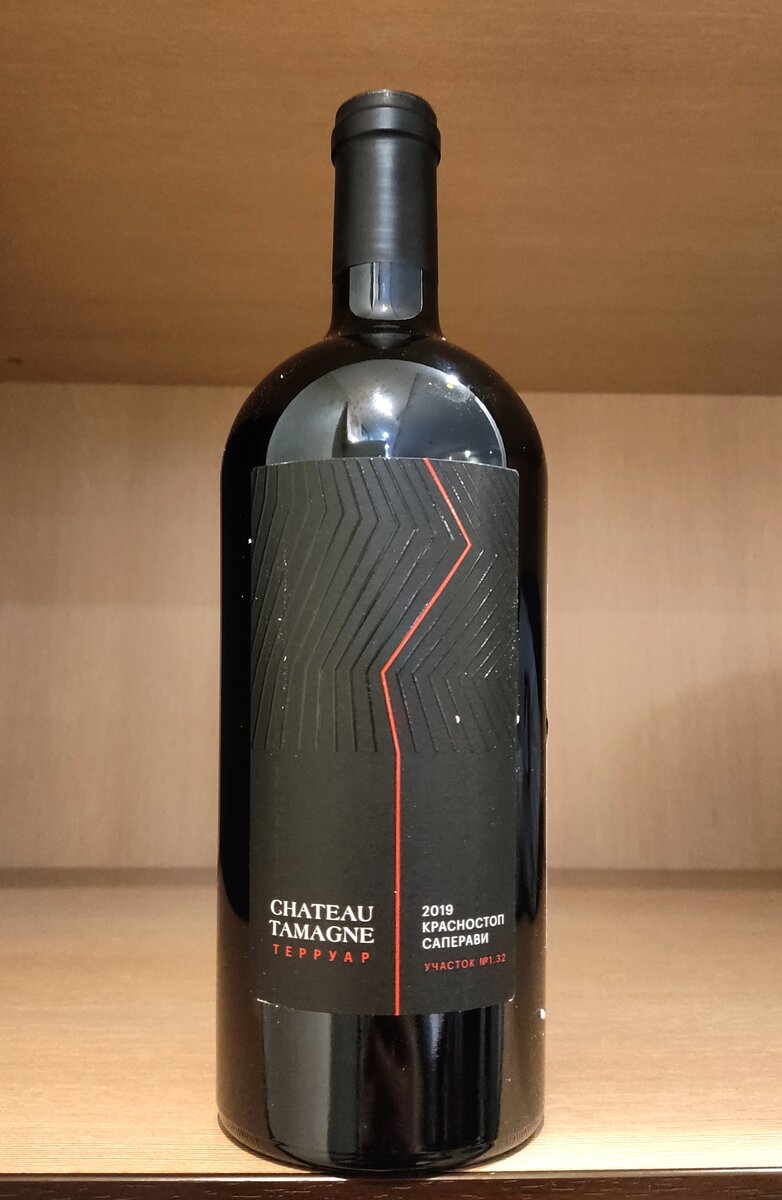 CHATEAU
TAMAGNE
ТЕРРУАР
2019
КРАСНОСТОП
САПЕРАВИ
УЧАСТОК №1.32